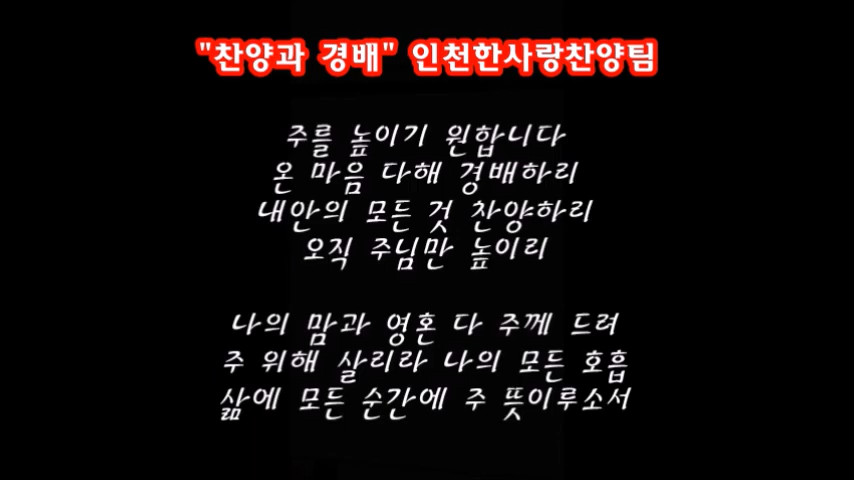 "찬양과 경배" 인천한사랑찬양팀
주를 높이기 원합니다
온 마음 다해 경배하리
내안의 모든 것 찬양하리
오직 주님만 높이리
나의 맘과 영혼 다 주께 드려
주 위해 살리라 나의 모든 호흡
삶에 모든 순간에 주 뜻이루소서